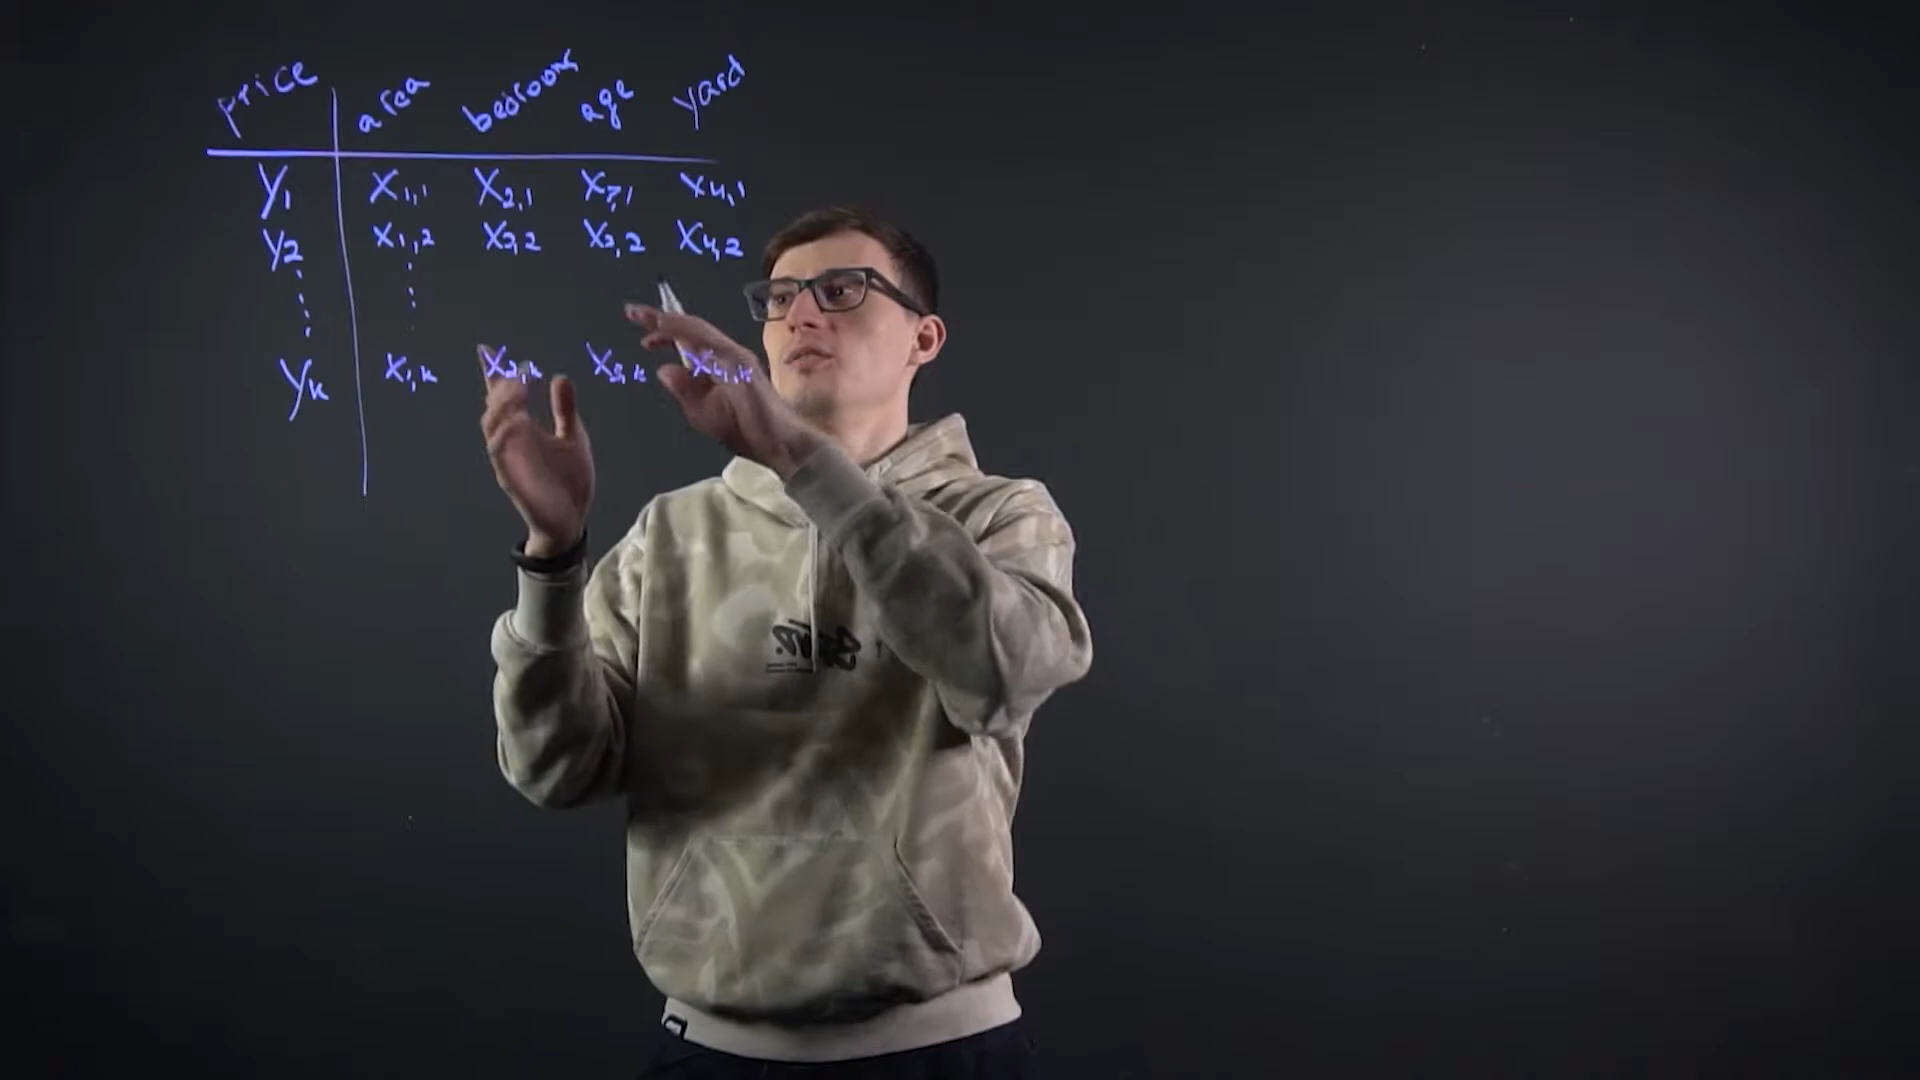 price area bedrooms age yard
y1 x1,1 x2,1 x3,1 x4,1
y2 x1,2 x2,2 x3,2 x4,2
yk x1,k x2,k x3,k x4,k